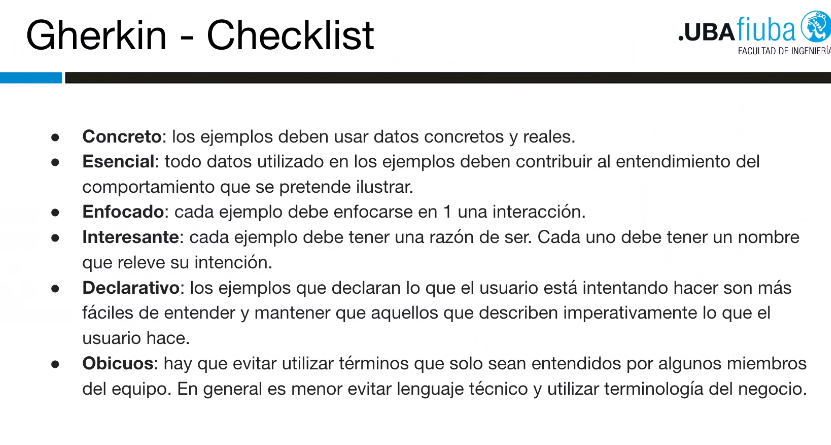 Gherkin - Checklist
.UBAfiuba
FACULTAD DE INGENIERÍA
● Concreto: los ejemplos deben usar datos concretos y reales.
● Esencial: todo datos utilizado en los ejemplos deben contribuir al entendimiento del
comportamiento que se pretende ilustrar.
● Enfocado: cada ejemplo debe enfocarse en 1 una interacción.
● Interesante: cada ejemplo debe tener una razón de ser. Cada uno debe tener un nombre
que releve su intención.
● Declarativo: los ejemplos que declaran lo que el usuario está intentando hacer son más
fáciles de entender y mantener que aquellos que describen imperativamente lo que el
usuario hace.
● Obicuos: hay que evitar utilizar términos que solo sean entendidos por algunos miembros
del equipo. En general es menor evitar lenguaje técnico y utilizar terminología del negocio.